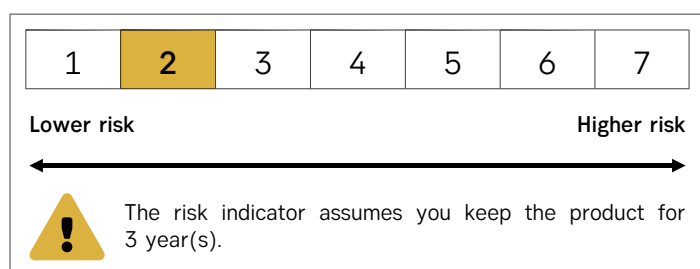 1 2 3 4 5 6 7
Lower risk Higher risk
!
The risk indicator assumes you keep the product for
3 year(s).